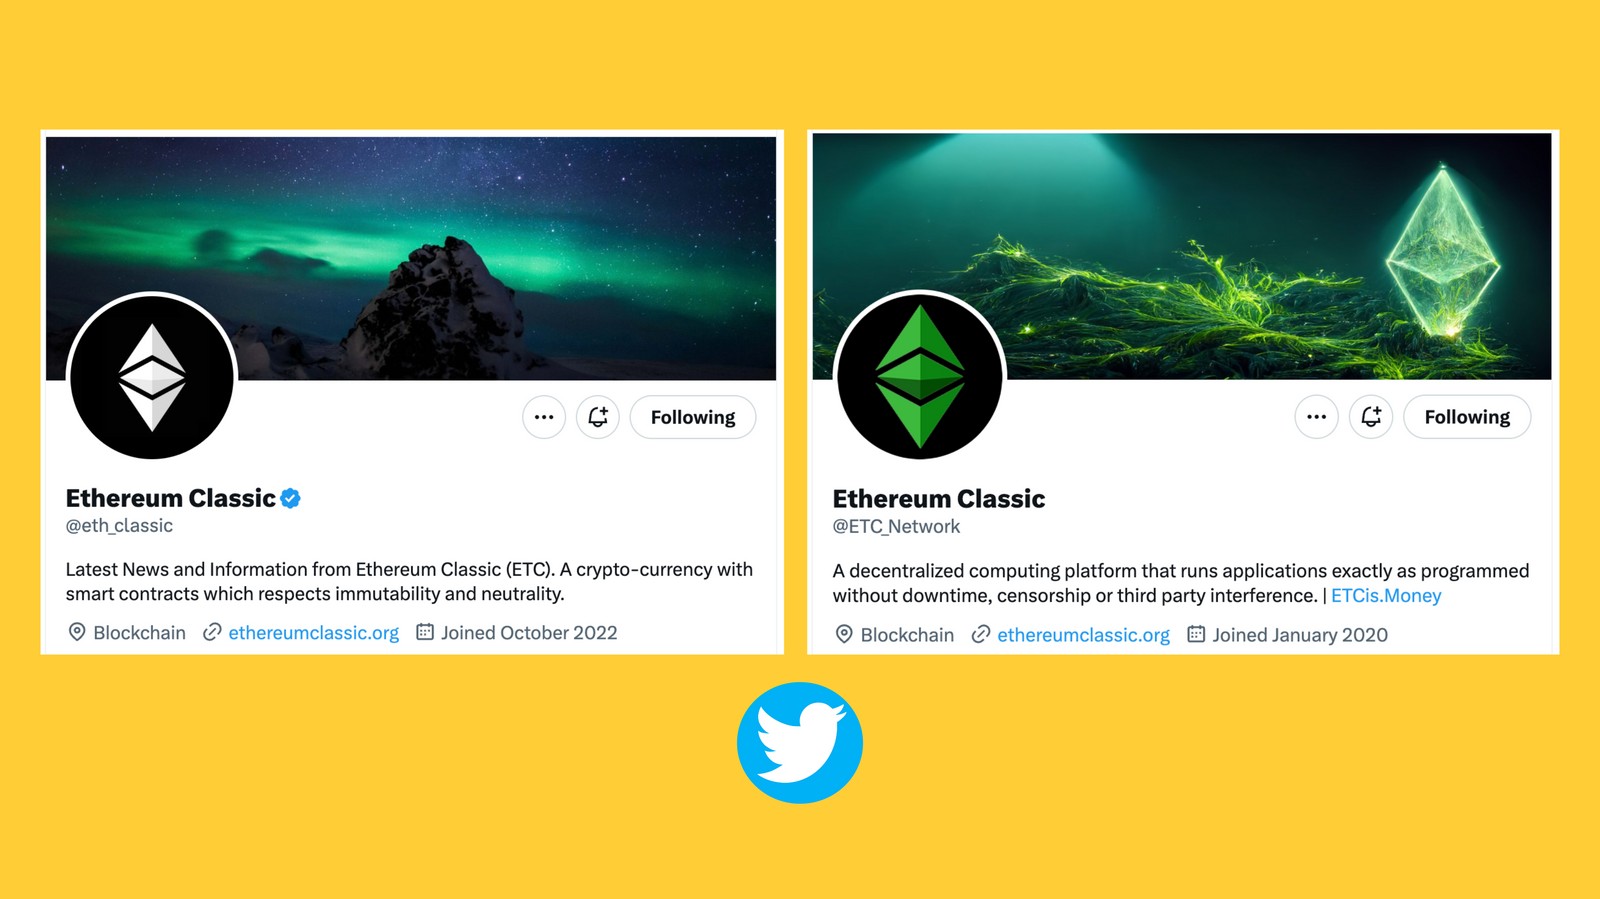 Following
Ethereum Classic
@eth_classic
Latest News and Information from Ethereum Classic (ETC). A crypto-currency with
smart contracts which respects immutability and neutrality.
Blockchain ethereumclassic.org Joined October 2022
Following
Ethereum Classic
@ETC_Network
A decentralized computing platform that runs applications exactly as programmed
without downtime, censorship or third party interference. | ETCis.Money
Blockchain ethereumclassic.org Joined January 2020